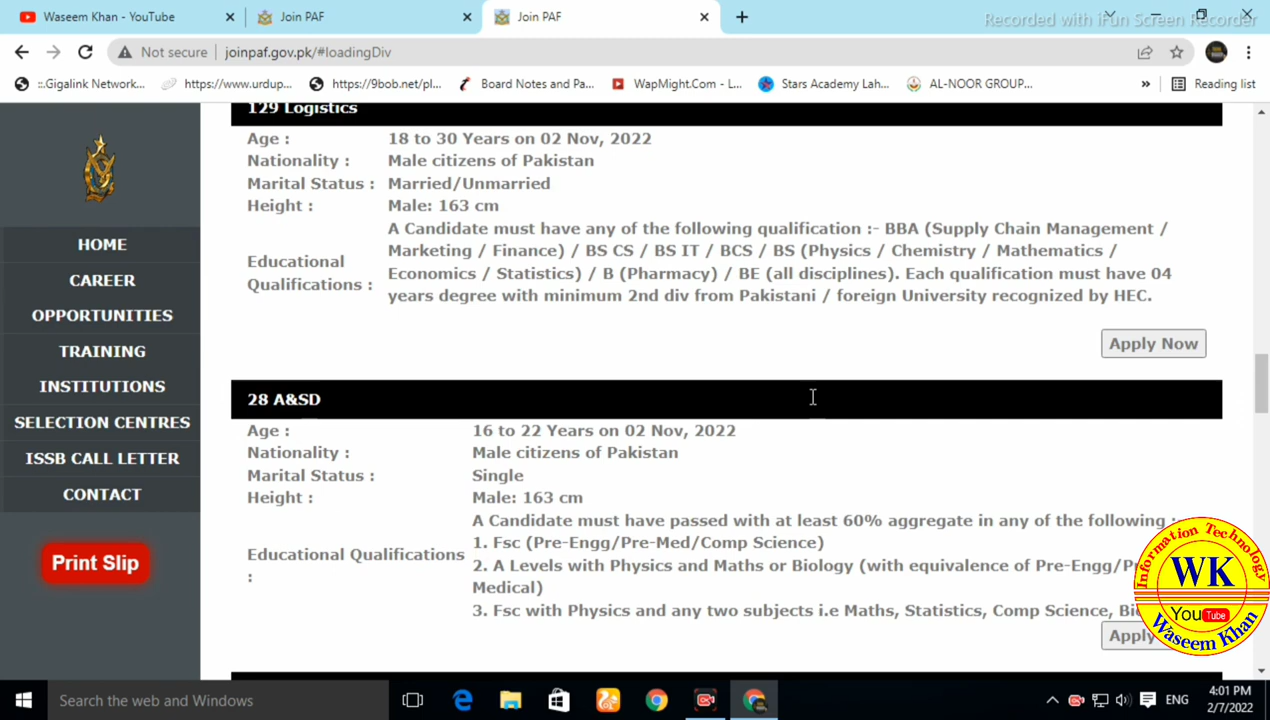 Waseem Khan - YouTube
Join PAF
Join PAF
Recorded with iFun Screen Recorder
Not secure
joinpaf.gov.pk/#loadingDiv
::.Gigalink Network...
https://www.urdup...
https://9bob.net/pl...
Board Notes and Pa...
WapMight.Com - L...
Stars Academy Lah...
AL-NOOR GROUP...
»
Reading list
HOME
CAREER
OPPORTUNITIES
TRAINING
INSTITUTIONS
SELECTION CENTRES
ISSB CALL LETTER
CONTACT
Print Slip
129 Logistics
Age : 18 to 30 Years on 02 Nov, 2022
Nationality : Male citizens of Pakistan
Marital Status : Married/Unmarried
Height : Male: 163 cm
Educational Qualifications :
A Candidate must have any of the following qualification :- BBA (Supply Chain Management /
Marketing / Finance) / BS CS / BS IT / BCS / BS (Physics / Chemistry / Mathematics /
Economics / Statistics) / B (Pharmacy) / BE (all disciplines). Each qualification must have 04
years degree with minimum 2nd div from Pakistani / foreign University recognized by HEC.
Apply Now
28 A&SD
Age : 16 to 22 Years on 02 Nov, 2022
Nationality : Male citizens of Pakistan
Marital Status : Single
Height : Male: 163 cm
Educational Qualifications :
A Candidate must have passed with at least 60% aggregate in any of the following :
1. Fsc (Pre-Engg/Pre-Med/Comp Science)
2. A Levels with Physics and Maths or Biology (with equivalence of Pre-Engg/
Medical)
3. Fsc with Physics and any two subjects i.e Maths, Statistics, Comp Science,
Apply
Information Technology
WK
YouTube
Waseem Khan
Search the web and Windows
ENG
4:01 PM
2/7/2022